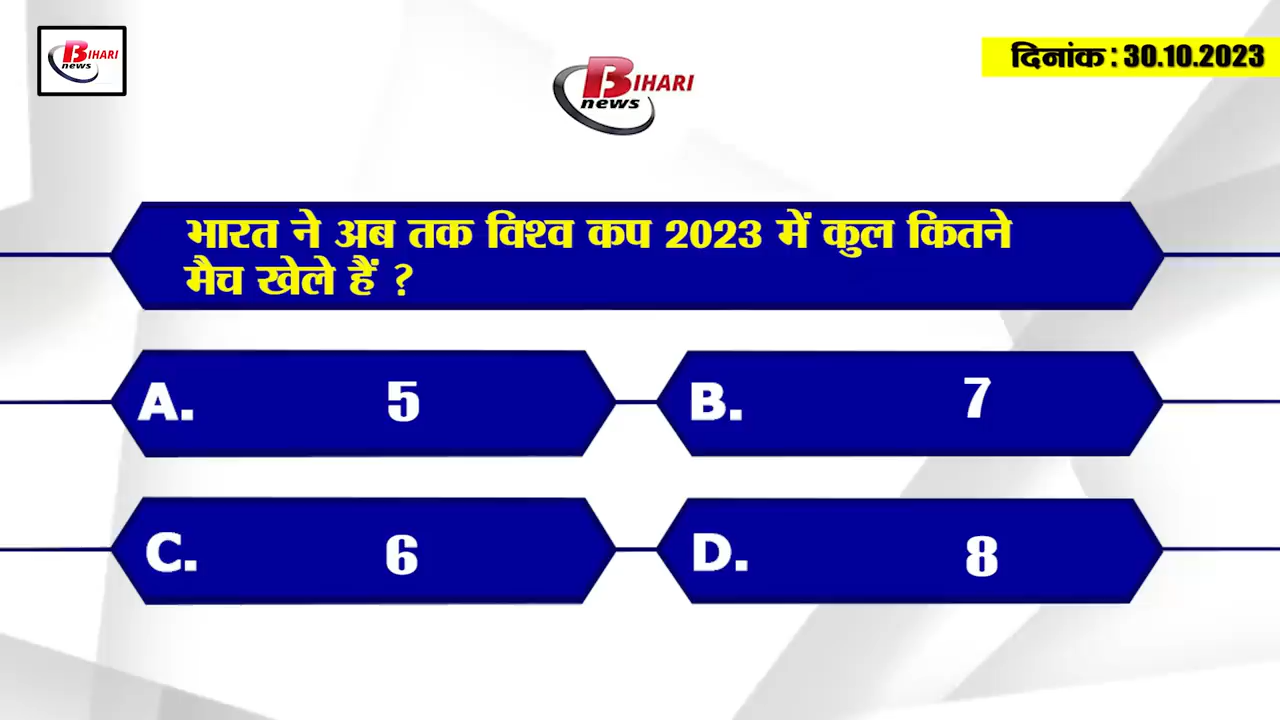 BIHARI
news
BIHARI
news
दिनांक : 30.10.2023
भारत ने अब तक विश्व कप 2023 में कुल कितने
मैच खेले हैं ?
A. 5
B. 7
C. 6
D. 8